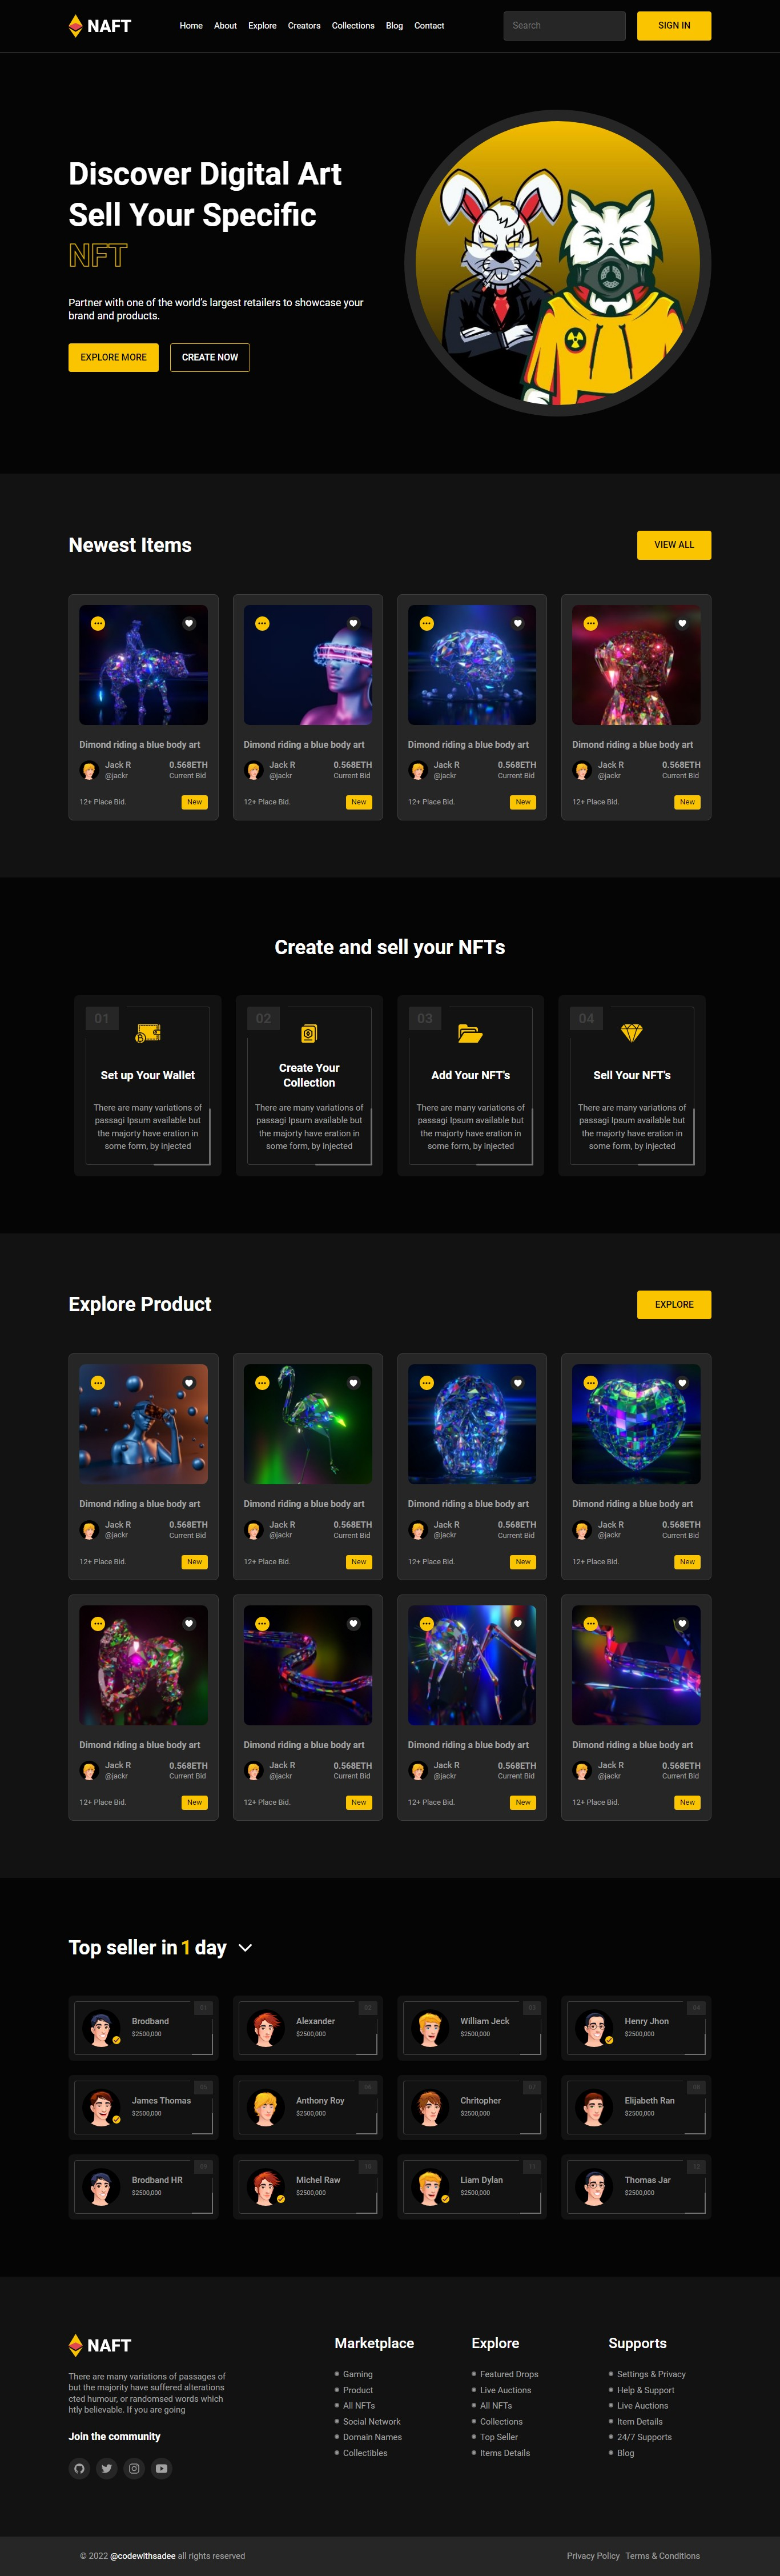 NAFT
Home About Explore Creators Collections Blog Contact
Search
SIGN IN
Discover Digital Art
Sell Your Specific
NFT
Partner with one of the world's largest retailers to showcase your
brand and products.
EXPLORE MORE
CREATE NOW
Newest Items
VIEW ALL
Dimond riding a blue body art
Jack R
@jackr
0.568ETH
Current Bid
12+ Place Bid.
New
Dimond riding a blue body art
Jack R
@jackr
0.568ETH
Current Bid
12+ Place Bid.
New
Dimond riding a blue body art
Jack R
@jackr
0.568ETH
Current Bid
12+ Place Bid.
New
Dimond riding a blue body art
Jack R
@jackr
0.568ETH
Current Bid
12+ Place Bid.
New
Create and sell your NFTs
01
Set up Your Wallet
There are many variations of
passagi Ipsum available but
the majorty have eration in
some form, by injected
02
Create Your
Collection
There are many variations of
passagi Ipsum available but
the majorty have eration in
some form, by injected
03
Add Your NFT's
There are many variations of
passagi Ipsum available but
the majorty have eration in
some form, by injected
04
Sell Your NFT's
There are many variations of
passagi Ipsum available but
the majorty have eration in
some form, by injected
Explore Product
EXPLORE
Dimond riding a blue body art
Jack R
@jackr
0.568ETH
Current Bid
12+ Place Bid.
New
Dimond riding a blue body art
Jack R
@jackr
0.568ETH
Current Bid
12+ Place Bid.
New
Dimond riding a blue body art
Jack R
@jackr
0.568ETH
Current Bid
12+ Place Bid.
New
Dimond riding a blue body art
Jack R
@jackr
0.568ETH
Current Bid
12+ Place Bid.
New
Dimond riding a blue body art
Jack R
@jackr
0.568ETH
Current Bid
12+ Place Bid.
New
Dimond riding a blue body art
Jack R
@jackr
0.568ETH
Current Bid
12+ Place Bid.
New
Dimond riding a blue body art
Jack R
@jackr
0.568ETH
Current Bid
12+ Place Bid.
New
Dimond riding a blue body art
Jack R
@jackr
0.568ETH
Current Bid
12+ Place Bid.
New
Top seller in 1 day
01
Brodband
$2500,000
02
Alexander
$2500,000
03
William Jeck
$2500,000
04
Henry Jhon
$2500,000
05
James Thomas
$2500,000
06
Anthony Roy
$2500,000
07
Chritopher
$2500,000
08
Elijabeth Ran
$2500,000
09
Brodband HR
$2500,000
10
Michel Raw
$2500,000
11
Liam Dylan
$2500,000
12
Thomas Jar
$2500,000
NAFT
There are many variations of passages of
but the majority have suffered alterations
cted humour, or randomsed words which
htly believable. If you are going
Join the community
Marketplace
Gaming
Product
All NFTs
Social Network
Domain Names
Collectibles
Explore
Featured Drops
Live Auctions
All NFTs
Collections
Top Seller
Items Details
Supports
Settings & Privacy
Help & Support
Live Auctions
Item Details
24/7 Supports
Blog
© 2022 @codewithsadee all rights reserved
Privacy Policy Terms & Conditions